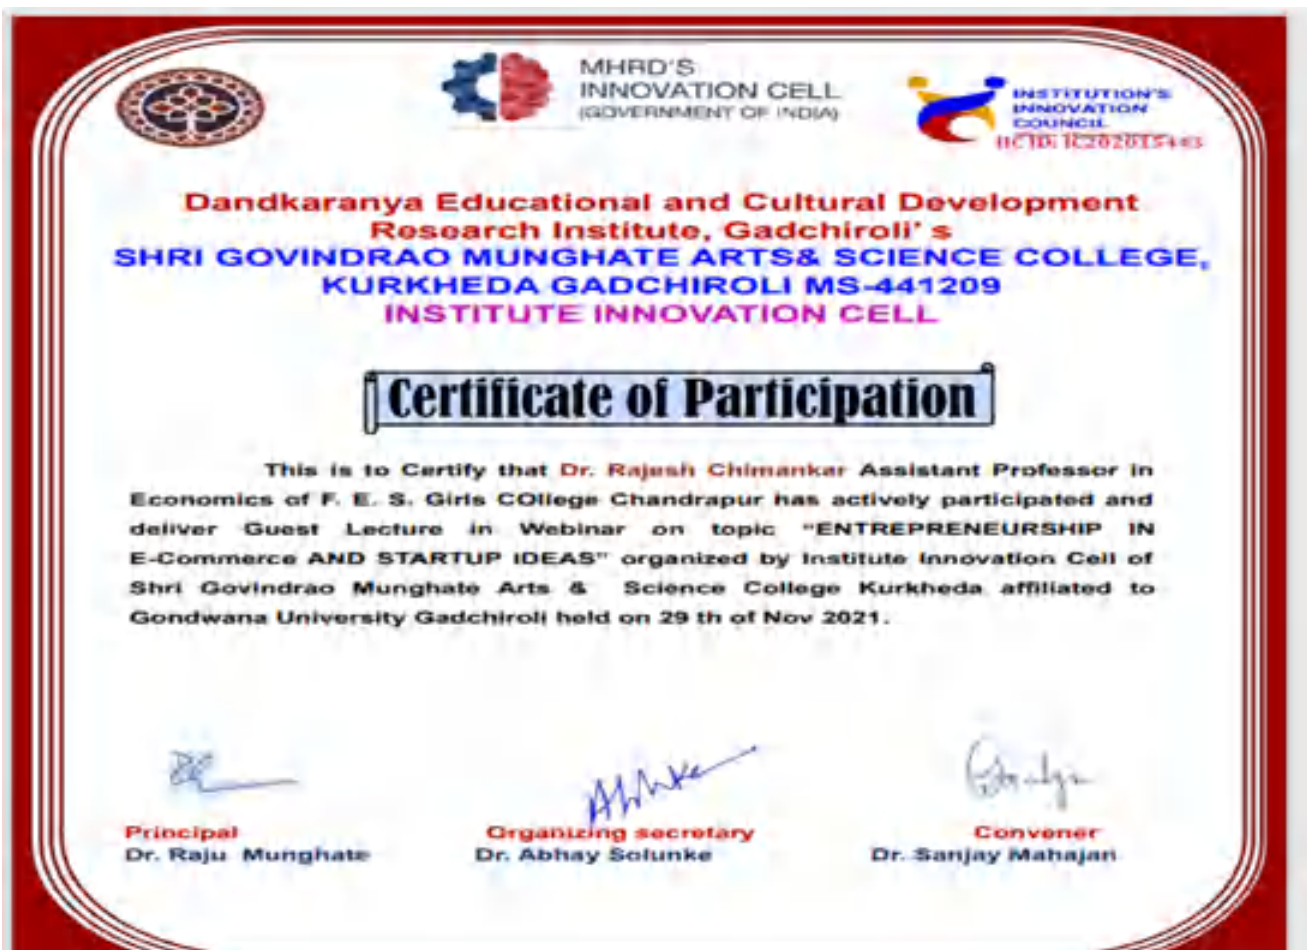 MHRD'S
INNOVATION CELL
(GOVERNMENT OF INDIA)
INSTITUTION'S
INNOVATION
COUNCIL
IIC ID: IC202015443
Dandkaranya Educational and Cultural Development
Research Institute, Gadchiroli' s
SHRI GOVINDRAO MUNGHATE ARTS& SCIENCE COLLEGE,
KURKHEDA GADCHIROLI MS-441209
INSTITUTE INNOVATION CELL
Certificate of Participation
This is to Certify that Dr. Rajesh Chimankar Assistant Professor in
Economics of F. E. S. Girls COllege Chandrapur has actively participated and
deliver Guest Lecture in Webinar on topic "ENTREPRENEURSHIP IN
E-Commerce AND STARTUP IDEAS" organized by Institute Innovation Cell of
Shri Govindrao Munghate Arts & Science College Kurkheda affiliated to
Gondwana University Gadchiroli held on 29 th of Nov 2021.
Principal Organizing secretary Convener
Dr. Raju Munghate Dr. Abhay Solunke Dr. Sanjay Mahajan